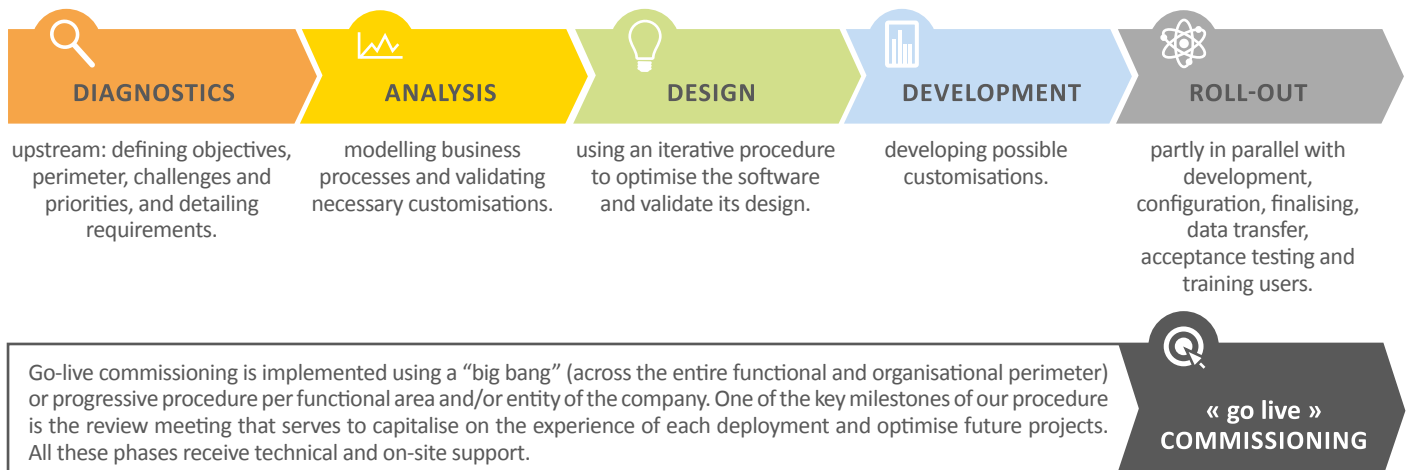 DIAGNOSTICS
upstream: defining objectives,
perimeter, challenges and
priorities, and detailing
requirements.
ANALYSIS
modelling business
processes and validating
necessary customisations.
DESIGN
using an iterative procedure
to optimise the software
and validate its design.
DEVELOPMENT
developing possible
customisations.
ROLL-OUT
partly in parallel with
development,
configuration, finalising,
data transfer,
acceptance testing and
training users.
Go-live commissioning is implemented using a “big bang” (across the entire functional and organisational perimeter)
or progressive procedure per functional area and/or entity of the company. One of the key milestones of our procedure
is the review meeting that serves to capitalise on the experience of each deployment and optimise future projects.
All these phases receive technical and on-site support.
« go live »
COMMISSIONING